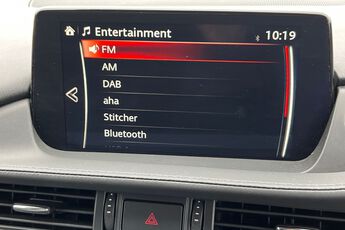 Entertainment 10:19
FM
AM
DAB
aha
Stitcher
Bluetooth